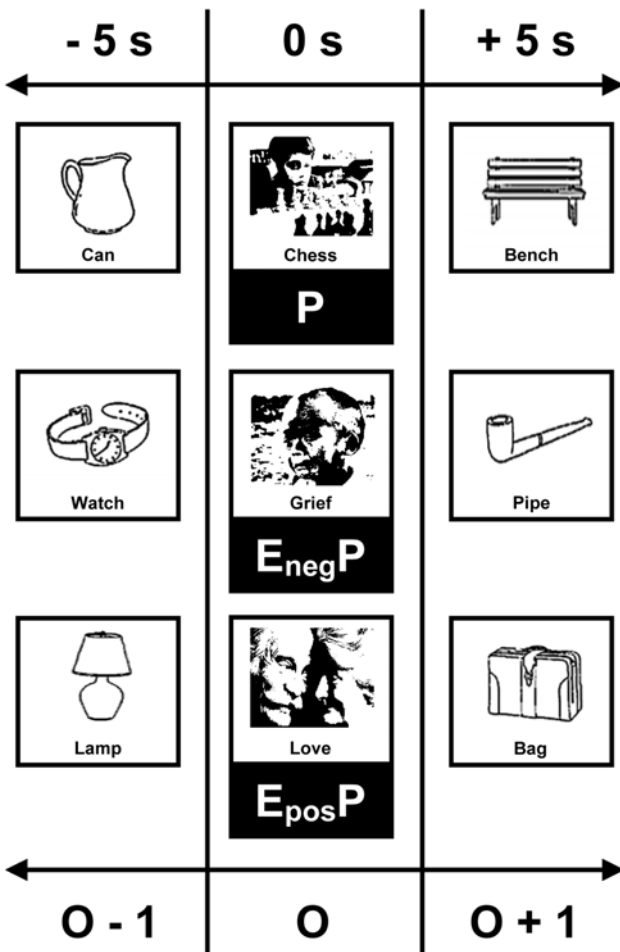 - 5 s 0 s + 5 s
Can Chess Bench
P
Watch Grief Pipe
EnegP
Lamp Love Bag
EposP
O - 1 O O + 1